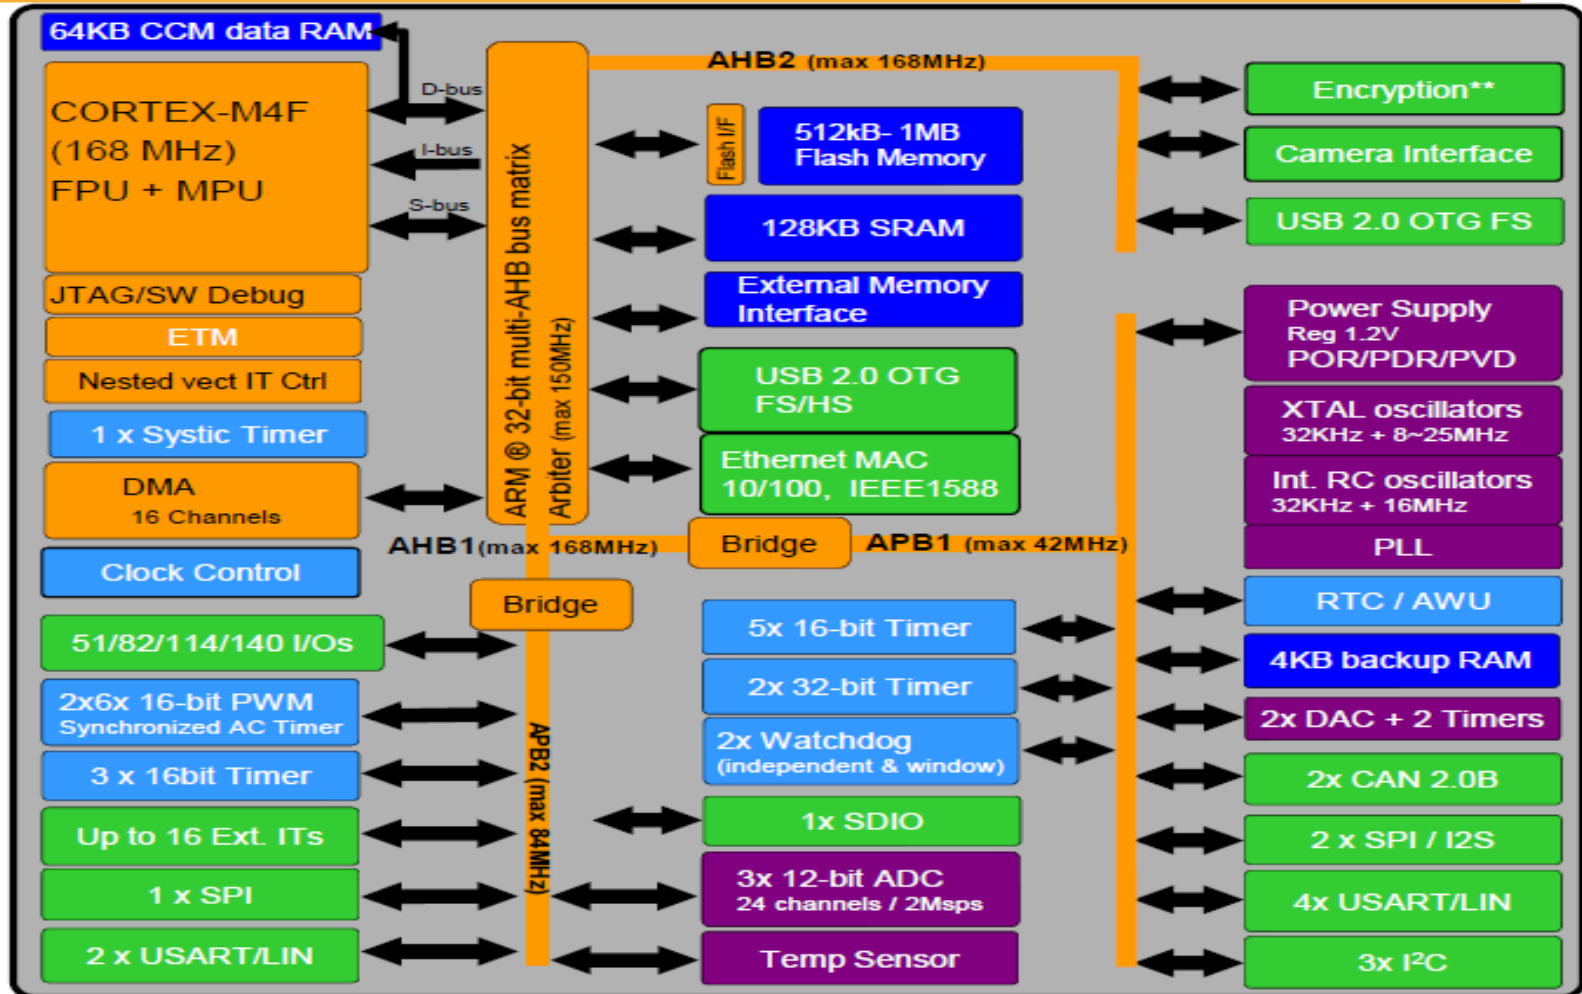 64KB CCM data RAM
CORTEX-M4F
(168 MHz)
FPU + MPU
D-bus
I-bus
S-bus
JTAG/SW Debug
ETM
Nested vect IT Ctrl
1 x Systic Timer
DMA
16 Channels
Clock Control
51/82/114/140 I/Os
2x6x 16-bit PWM
Synchronized AC Timer
3 x 16bit Timer
Up to 16 Ext. ITs
1 x SPI
2 x USART/LIN
ARM ® 32-bit multi-AHB bus matrix
Arbiter (max 150MHz)
AHB2 (max 168MHz)
Flash I/F
512kB- 1MB
Flash Memory
128KB SRAM
External Memory
Interface
USB 2.0 OTG
FS/HS
Ethernet MAC
10/100, IEEE1588
AHB1(max 168MHz)
Bridge
APB1 (max 42MHz)
Bridge
APB2 (max 84MHz)
5x 16-bit Timer
2x 32-bit Timer
2x Watchdog
(independent & window)
1x SDIO
3x 12-bit ADC
24 channels / 2Msps
Temp Sensor
Encryption**
Camera Interface
USB 2.0 OTG FS
Power Supply
Reg 1.2V
POR/PDR/PVD
XTAL oscillators
32KHz + 8~25MHz
Int. RC oscillators
32KHz + 16MHz
PLL
RTC / AWU
4KB backup RAM
2x DAC + 2 Timers
2x CAN 2.0B
2 x SPI / I2S
4x USART/LIN
3x I²C